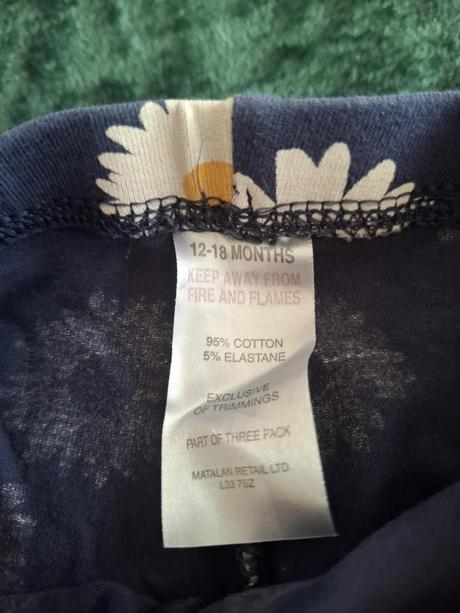 12-18 MONTHS
KEEP AWAY FROM
FIRE AND FLAMES
95% COTTON
5% ELASTANE
EXCLUSIVE
OF TRIMMINGS
PART OF THREE PACK
MATALAN RETAIL LTD.
L33 7SZ